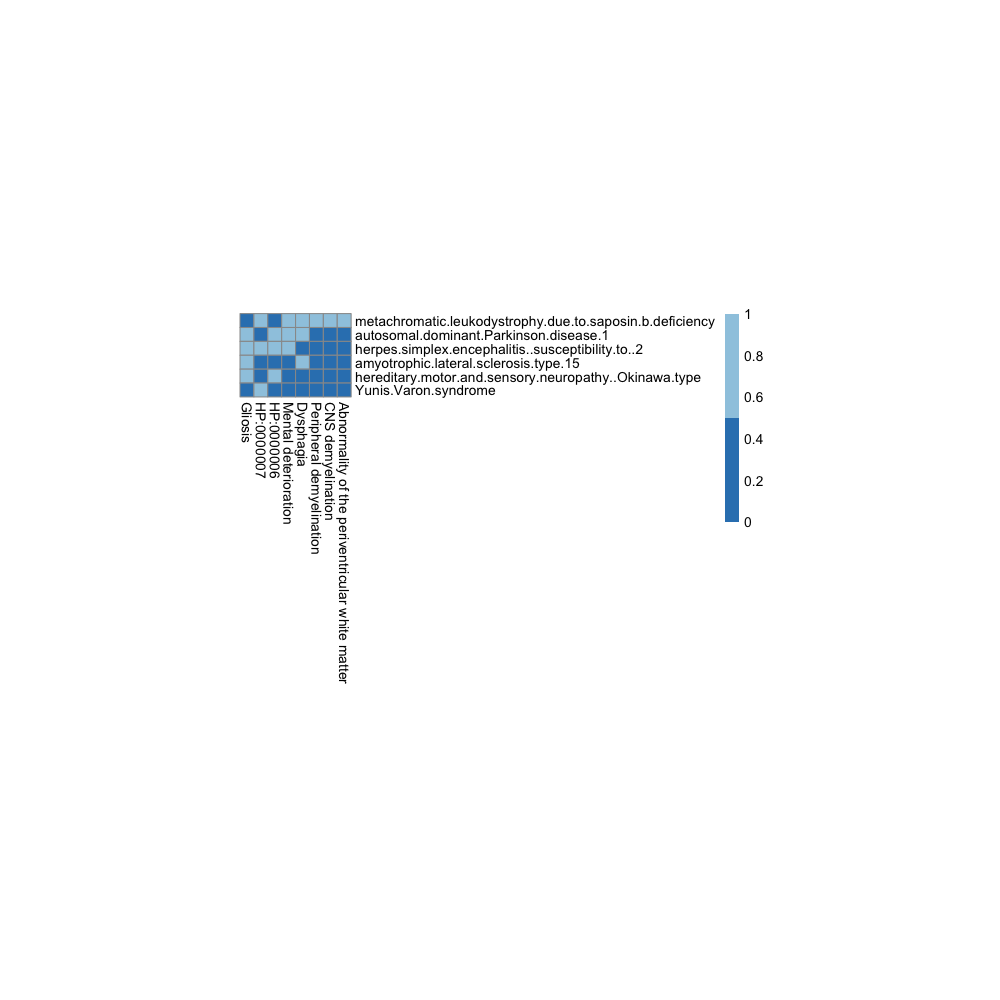 metachromatic.leukodystrophy.due.to.saposin.b.deficiency
autosomal.dominant.Parkinson.disease.1
herpes.simplex.encephalitis..susceptibility.to..2
amyotrophic.lateral.sclerosis.type.15
hereditary.motor.and.sensory.neuropathy..Okinawa.type
Yunis.Varon.syndrome
Gliosis
HP:0000007
HP:0000006
Mental deterioration
Dysphagia
Peripheral demyelination
CNS demyelination
Abnormality of the periventricular white matter
1
0.8
0.6
0.4
0.2
0